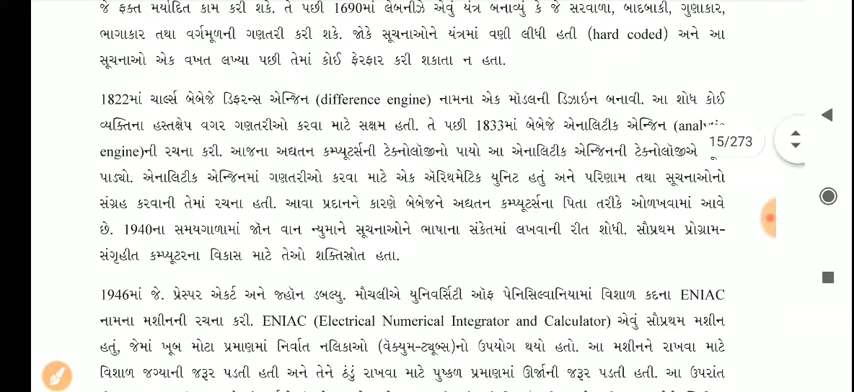 જે ફક્ત મર્યાદિત કામ કરી શકે. તે પછી 1690માં લેબનીઝે એવું યંત્ર બનાવ્યું કે જે સરવાળા, બાદબાકી, ગુણાકાર,
ભાગાકાર તથા વર્ગમૂળની ગણતરી કરી શકે. જોકે સૂચનાઓને યંત્રમાં વણી લીધી હતી (hard coded) અને આ
સૂચનાઓ એક વખત લખ્યા પછી તેમાં કોઈ ફેરફાર કરી શકાતા ન હતા.
1822માં ચાર્લ્સ બેબેજે ડિફરન્સ એન્જિન (difference engine) નામના એક મૉડલની ડિઝાઇન બનાવી. આ શોધ કોઈ
વ્યક્તિના હસ્તક્ષેપ વગર ગણતરીઓ કરવા માટે સક્ષમ હતી. તે પછી 1833માં બેબેજે એનાલિટીક એન્જિન (analytic
engine)ની રચના કરી. આજના અદ્યતન કમ્પ્યૂટર્સની ટેક્નોલૉજીનો પાયો આ એનાલિટીક એન્જિનની ટેક્નોલૉજીએ
15/273
પાડ્યો. એનાલિટીક એન્જિનમાં ગણતરીઓ કરવા માટે એક ઍરિથમેટિક યુનિટ હતું અને પરિણામ તથા સૂચનાઓનો
સંગ્રહ કરવાની તેમાં રચના હતી. આવા પ્રદાનને કારણે બેબેજને અદ્યતન કમ્પ્યૂટર્સના પિતા તરીકે ઓળખવામાં આવે
છે. 1940ના સમયગાળામાં જૉન વાન ન્યુમાને સૂચનાઓને ભાષાના સંકેતમાં લખવાની રીત શોધી. સૌપ્રથમ પ્રોગ્રામ-
સંગૃહીત કમ્પ્યૂટરના વિકાસ માટે તેઓ શક્તિસ્રોત હતા.
1946માં જે. પ્રેસ્પર એકર્ટ અને જ્હૉન ડબલ્યુ. મૌચલીએ યુનિવર્સિટી ઑફ પેનિસિલ્વાનિયામાં વિશાળ કદના ENIAC
નામના મશીનની રચના કરી. ENIAC (Electrical Numerical Integrator and Calculator) એવું સૌપ્રથમ મશીન
હતું, જેમાં ખૂબ મોટા પ્રમાણમાં નિર્વાત નલિકાઓ (વૅક્યુમ-ટ્યૂબ્સ)નો ઉપયોગ થયો હતો. આ મશીનને રાખવા માટે
વિશાળ જગ્યાની જરૂર પડતી હતી અને તેને ઠંડું રાખવા માટે પુષ્કળ પ્રમાણમાં ઊર્જાની જરૂર પડતી હતી. આ ઉપરાંત